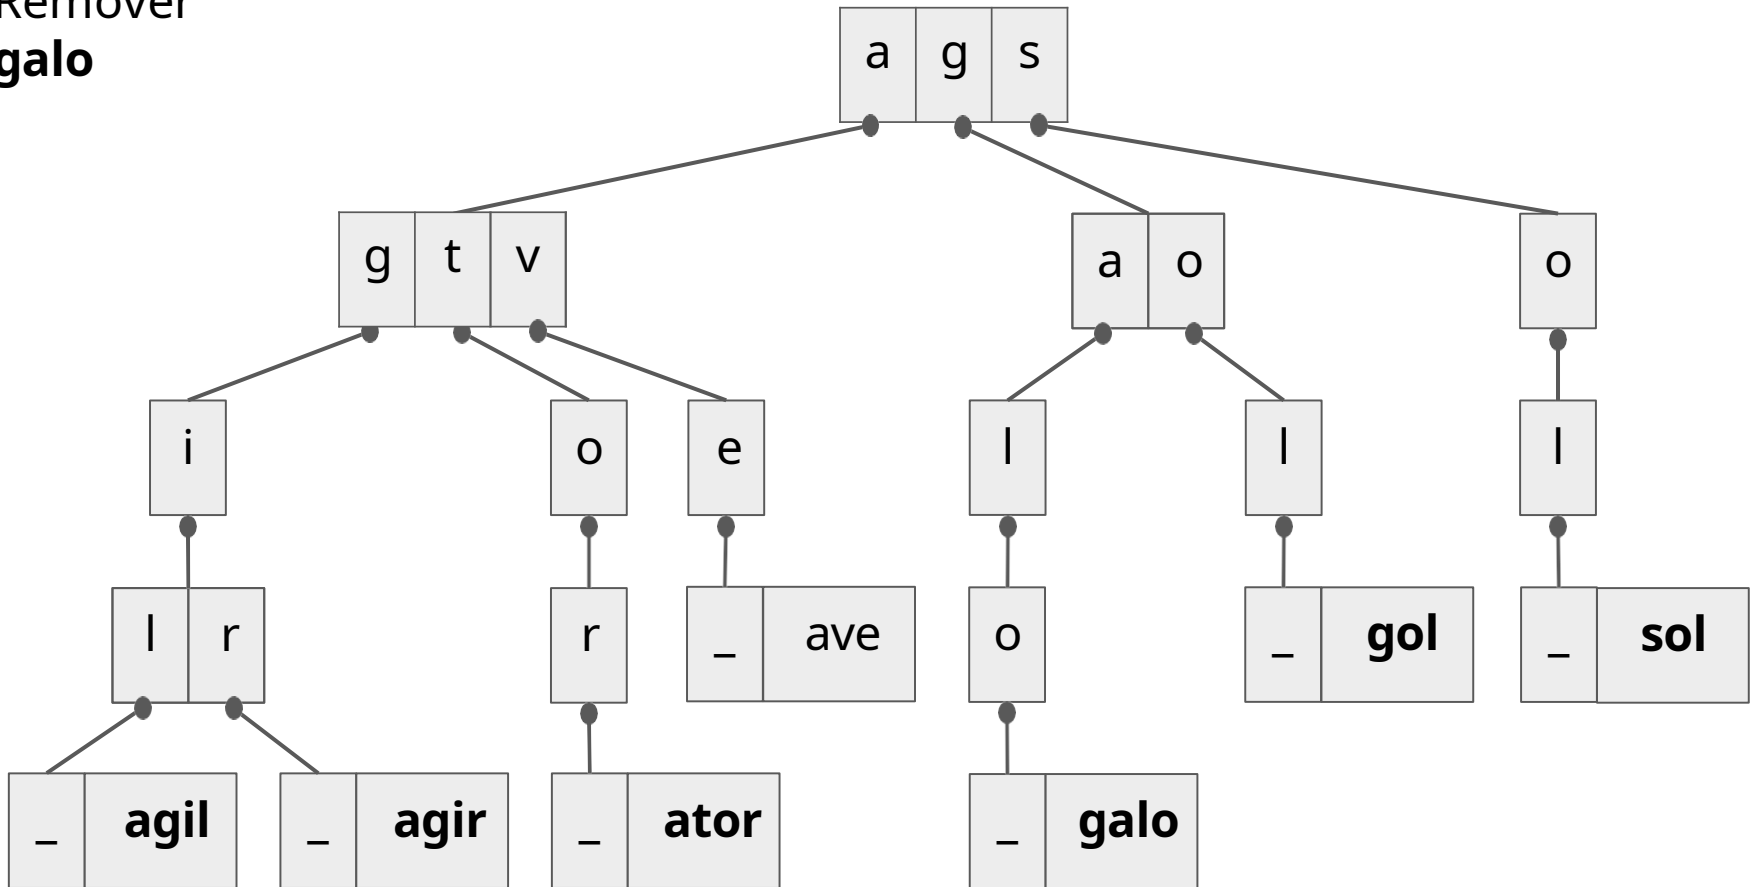 Remover
galo
a g s
g t v
a o
o
i
o
e
l
l
l
l r
r
_ ave
o
_ gol
_ sol
_ agil
_ agir
_ ator
_ galo